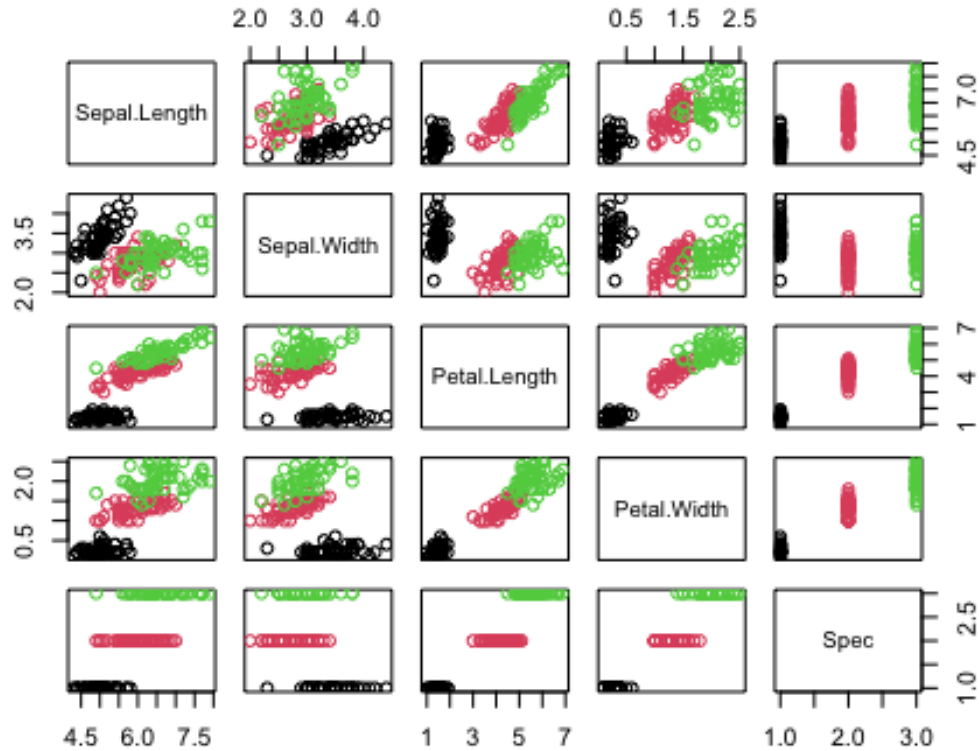 2.0 3.0 4.0
0.5 1.5 2.5
Sepal.Length
4.5 7.0
2.0 3.5
Sepal.Width
Petal.Length
1 4 7
0.5 2.0
Petal.Width
Spec
1.0 2.5
4.5 6.0 7.5
1 3 5 7
1.0 2.0 3.0